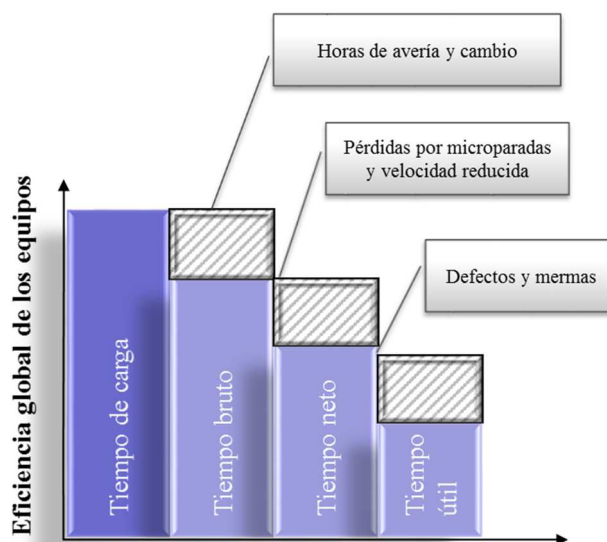 Horas de avería y cambio
Pérdidas por microparadas
y velocidad reducida
Defectos y mermas
Eficiencia global de los equipos
Tiempo de carga
Tiempo bruto
Tiempo neto
Tiempo
útil